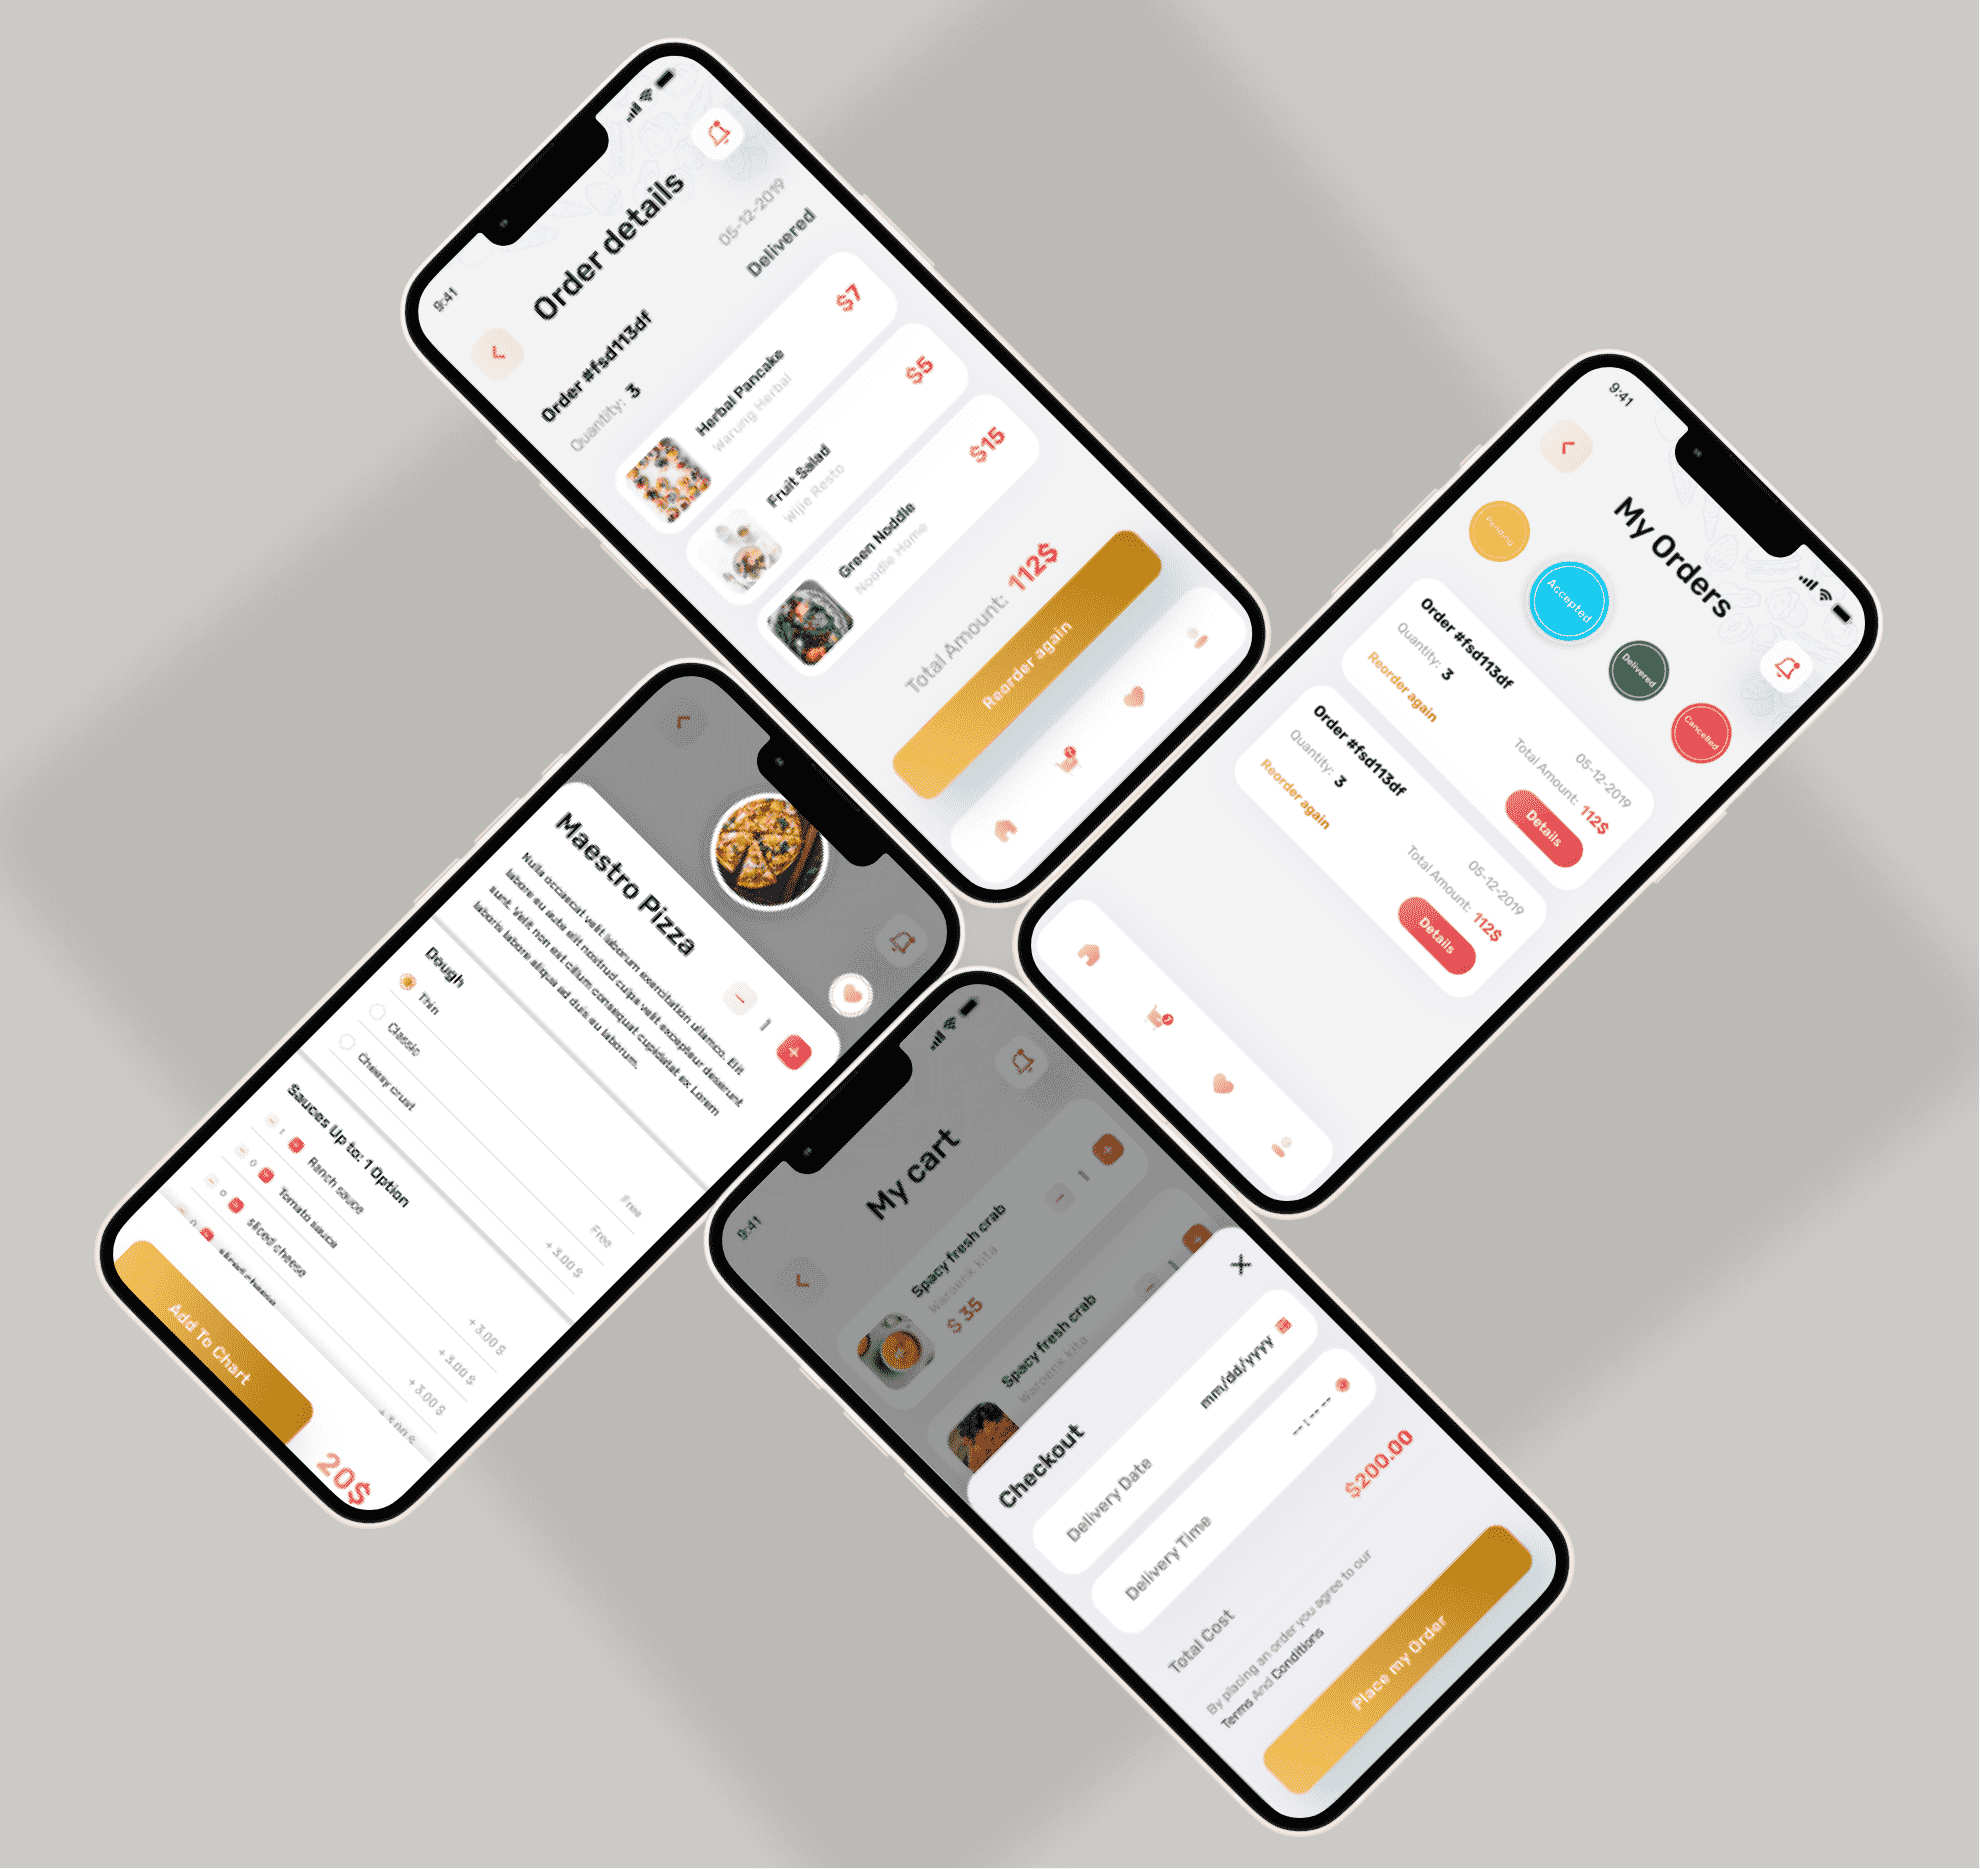 9:41
Order details
Order #fsd113df
05-12-2019
Quantity: 3
Delivered
Herbal Pancake
Warung Herbal
$7
Fruit Salad
Wijie Resto
$5
Green Noddle
Noodle Home
$15
Total Amount: 112$
Reorder again
9:41
My Orders
Pending
Accepted
Delivered
Cancelled
Order #fsd113df
05-12-2019
Quantity: 3
Total Amount: 112$
Reorder again
Details
Order #fsd113df
05-12-2019
Quantity: 3
Total Amount: 112$
Reorder again
Details
Maestro Pizza
1
Nulla occaecat velit laborum exercitation ullamco. Elit
labore eu aute elit nostrud culpa velit excepteur deserunt
sunt. Velit non est cillum consequat cupidatat ex Lorem
laboris labore aliqua ad duis eu laborum.
Dough
Thin
Free
Classic
Free
Cheesy crust
+ 3.00 $
Sauces Up to: 1 Option
1
Ranch sauce
+ 3.00 $
0
Tomato sauce
+ 3.00 $
0
sliced cheese
+ 3.00 $
0
sliced cheese
+ 3.00 $
Add To Chart
20$
9:41
My cart
Spacy fresh crab
Waroenk kita
$ 35
1
Spacy fresh crab
Waroenk kita
1
Checkout
Delivery Date
mm/dd/yyyy
Delivery Time
--:-- --
Total Cost
$200.00
By placing an order you agree to our
Terms And Conditions
Place my Order